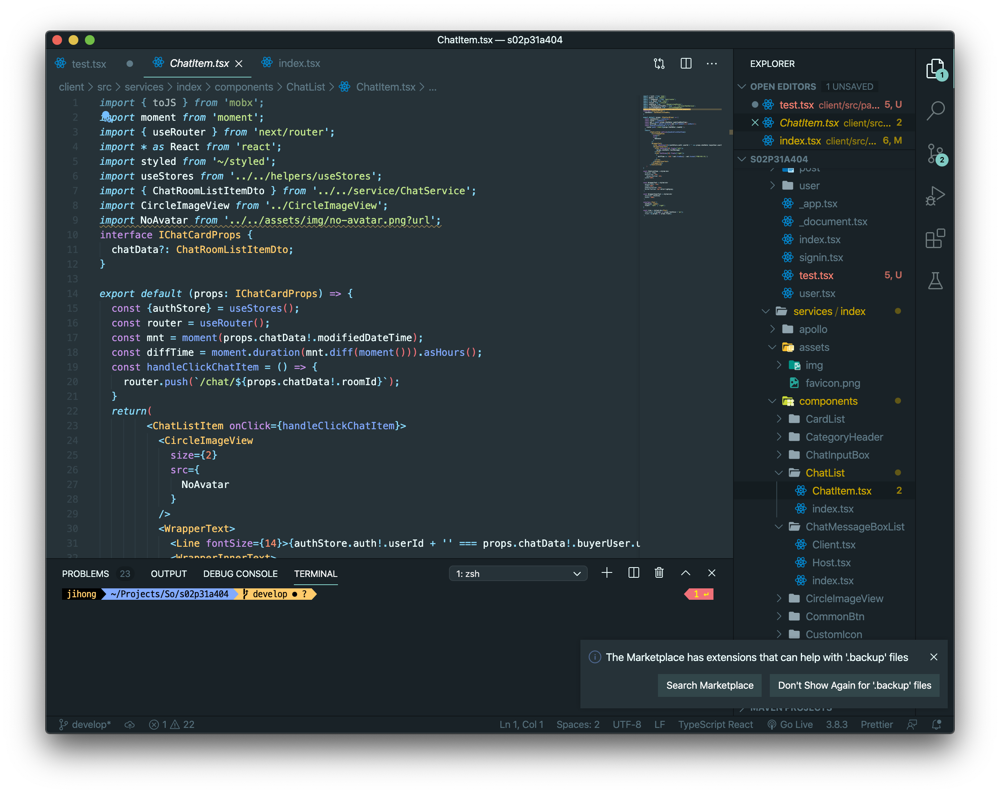 ChatItem.tsx — s02p31a404
test.tsx
ChatItem.tsx
index.tsx
client > src > services > index > components > ChatList > ChatItem.tsx > ...
1 import { toJS } from 'mobx';
2 import moment from 'moment';
3 import { useRouter } from 'next/router';
4 import * as React from 'react';
5 import styled from '~/styled';
6 import useStores from '../../helpers/useStores';
7 import { ChatRoomListItemDto } from '../../service/ChatService';
8 import CircleImageView from '../CircleImageView';
9 import NoAvatar from '../../assets/img/no-avatar.png?url';
10 interface IChatCardProps {
11 chatData?: ChatRoomListItemDto;
12 }
13
14 export default (props: IChatCardProps) => {
15 const {authStore} = useStores();
16 const router = useRouter();
17 const mnt = moment(props.chatData!.modifiedDateTime);
18 const diffTime = moment.duration(mnt.diff(moment())).asHours();
19 const handleClickChatItem = () => {
20 router.push(`/chat/${props.chatData!.roomId}`);
21 }
22 return(
23 <ChatListItem onClick={handleClickChatItem}>
24 <CircleImageView
25 size={2}
26 src={
27 NoAvatar
28 }
29 />
30 <WrapperText>
31 <Line fontSize={14}>{authStore.auth!.userId + '' === props.chatData!.buyerUser.u
32 <WrapperInnerText>
PROBLEMS 23 OUTPUT DEBUG CONSOLE TERMINAL
1: zsh
jihong ~/Projects/So/s02p31a404 develop ● ?
1 ↵
EXPLORER
OPEN EDITORS 1 UNSAVED
test.tsx client/src/pa... 5, U
ChatItem.tsx client/src... 2
index.tsx client/src/... 6, M
S02P31A404
post
user
_app.tsx
_document.tsx
index.tsx
signin.tsx
test.tsx 5, U
user.tsx
services / index
apollo
assets
img
favicon.png
components
CardList
CategoryHeader
ChatInputBox
ChatList
ChatItem.tsx 2
index.tsx
ChatMessageBoxList
Client.tsx
Host.tsx
index.tsx
CircleImageView
CommonBtn
CustomIcon
MAVEN PROJECTS
1
2
The Marketplace has extensions that can help with '.backup' files
Search Marketplace
Don't Show Again for '.backup' files
develop* 1 22
Ln 1, Col 1 Spaces: 2 UTF-8 LF TypeScript React Go Live 3.8.3 Prettier